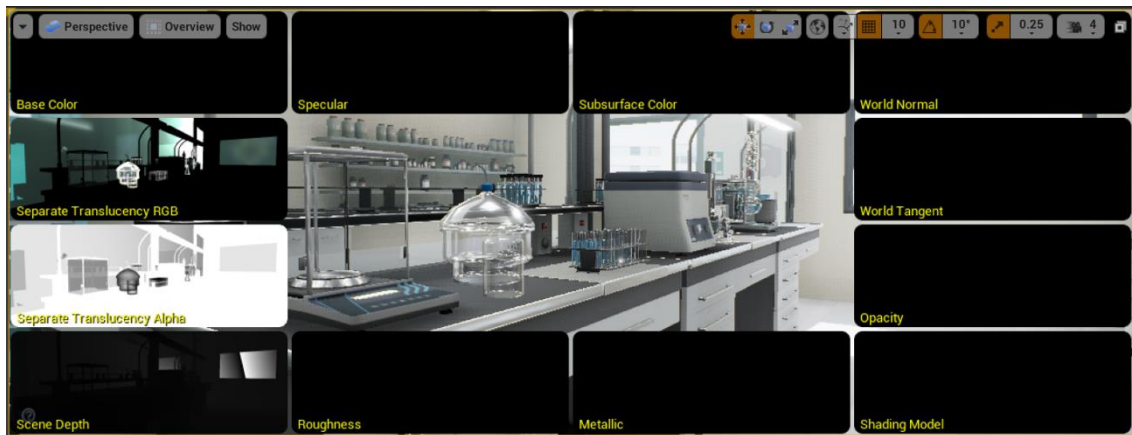 Perspective
Overview
Show
10
10°
0.25
4
Base Color
Specular
Subsurface Color
World Normal
Separate Translucency RGB
World Tangent
Separate Translucency Alpha
Opacity
Scene Depth
Roughness
Metallic
Shading Model